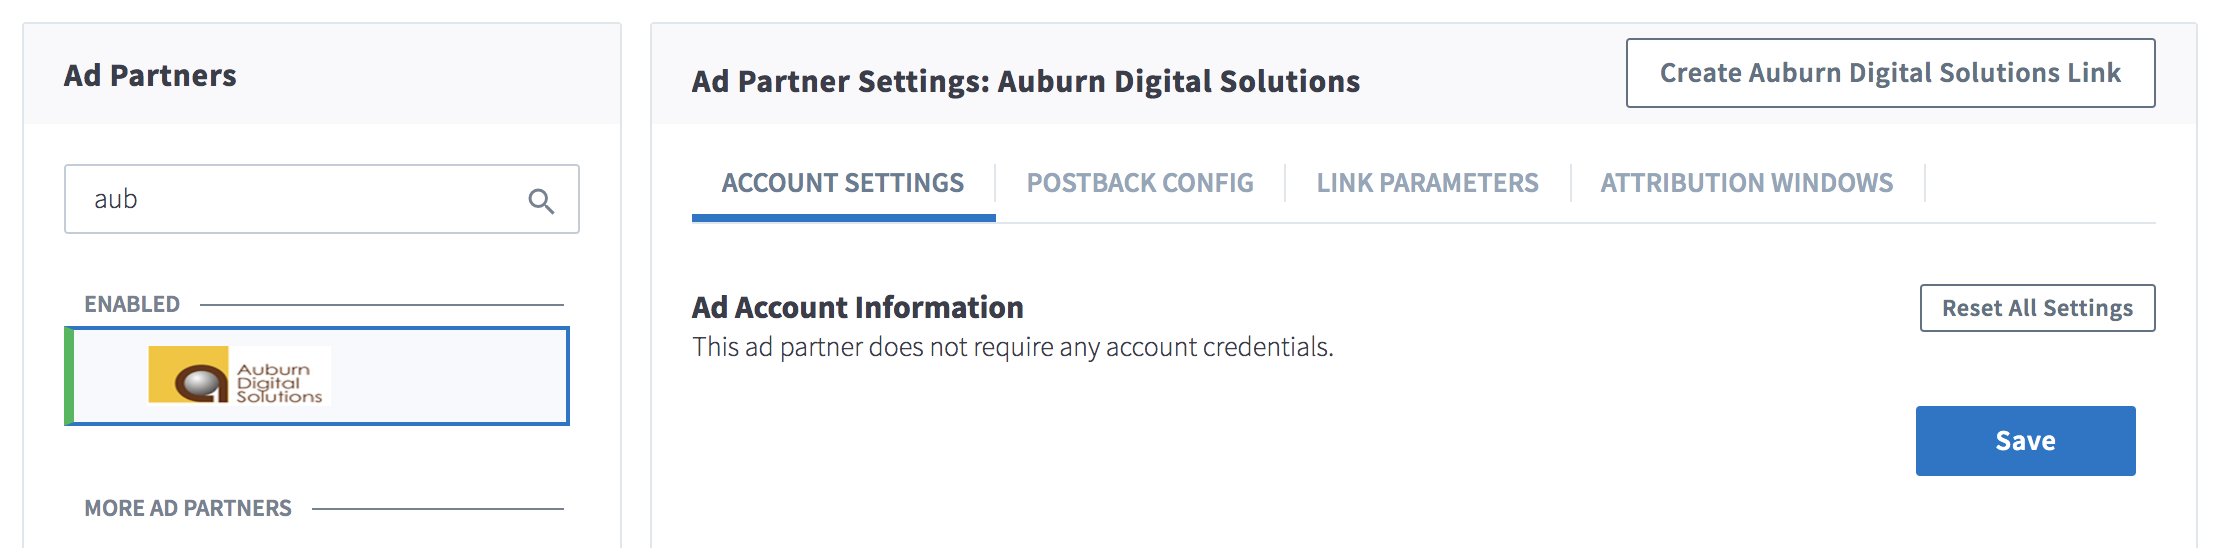 Ad Partners
aub
ENABLED
Auburn
Digital
Solutions
MORE AD PARTNERS
Ad Partner Settings: Auburn Digital Solutions
Create Auburn Digital Solutions Link
ACCOUNT SETTINGS
POSTBACK CONFIG
LINK PARAMETERS
ATTRIBUTION WINDOWS
Ad Account Information
Reset All Settings
This ad partner does not require any account credentials.
Save